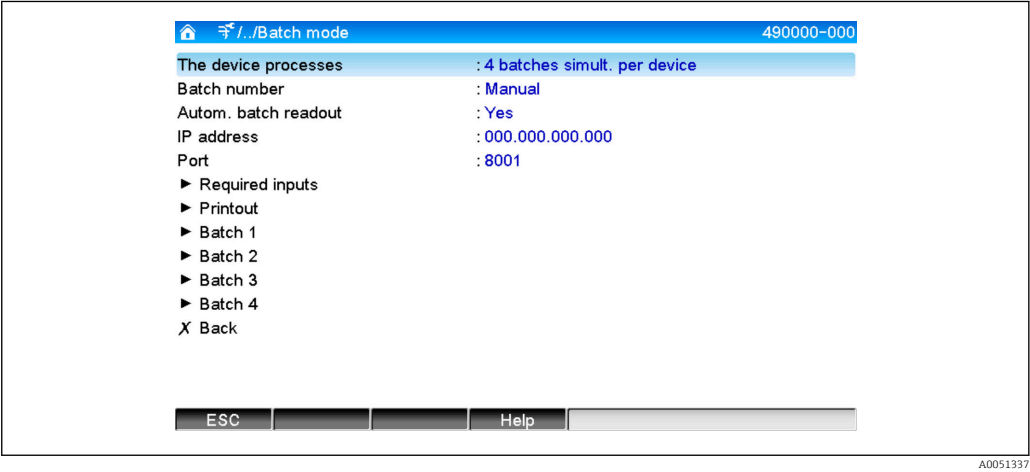 /../Batch mode 490000-000
The device processes : 4 batches simult. per device
Batch number : Manual
Autom. batch readout : Yes
IP address : 000.000.000.000
Port : 8001
► Required inputs
► Printout
► Batch 1
► Batch 2
► Batch 3
► Batch 4
X Back
ESC Help
A0051337